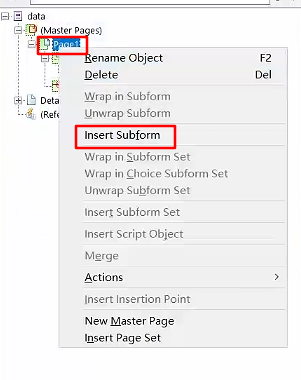 data
(Master Pages)
Page1
Rename Object F2
Delete Del
Wrap in Subform
Unwrap Subform
Insert Subform
Deta
(Refe
Wrap in Subform Set
Wrap in Choice Subform Set
Unwrap Subform Set
Insert Subform Set
Insert Script Object
Merge
Actions
Insert Insertion Point
New Master Page
Insert Page Set